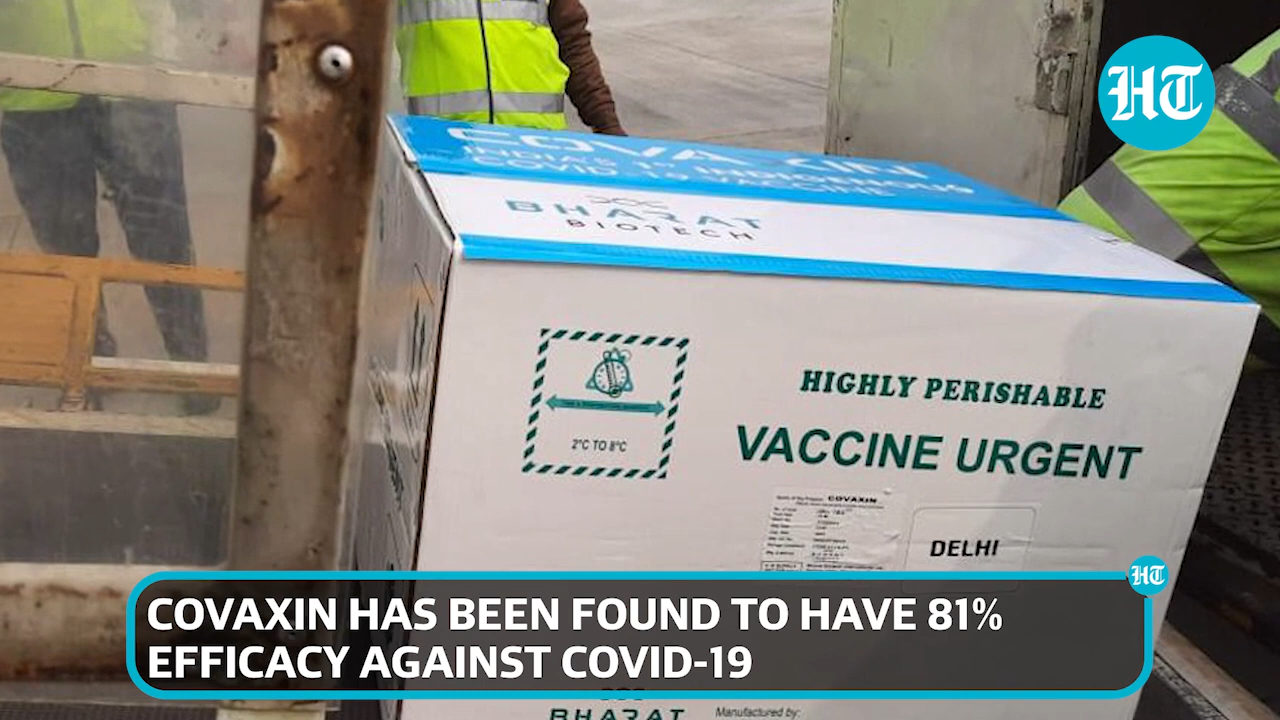 HT
COVAXIN
INDIA'S 1ST INDIGENOUS
COVID-19 VACCINE
BHARAT
BIOTECH
2°C TO 8°C
HIGHLY PERISHABLE
VACCINE URGENT
COVAXIN
DELHI
HT
COVAXIN HAS BEEN FOUND TO HAVE 81%
EFFICACY AGAINST COVID-19
BHARAT
Manufactured by: